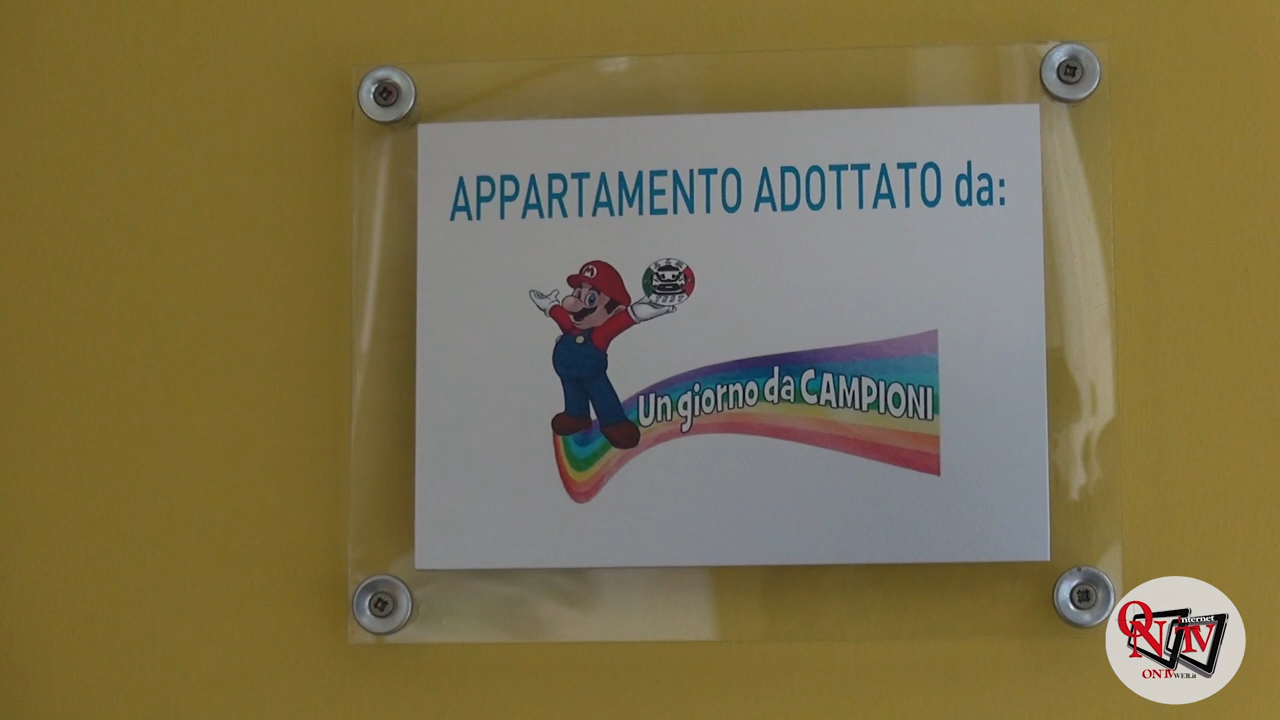 APPARTAMENTO ADOTTATO da:
M
Un giorno da CAMPIONI
ON internet TV
ONTVWEB.it